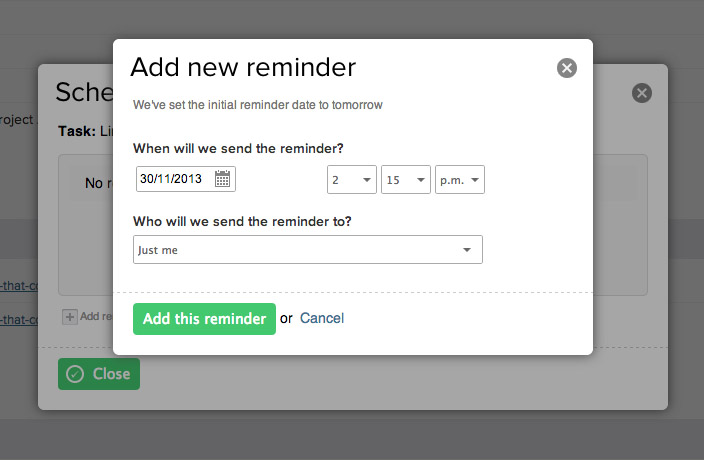 Add new reminder
Sche
We've set the initial reminder date to tomorrow
roject
Task:
When will we send the reminder?
30/11/2013 2 15 p.m.
No
Who will we send the reminder to?
Just me
-that-co
Add this reminder or Cancel
Add re
-that-co
Close